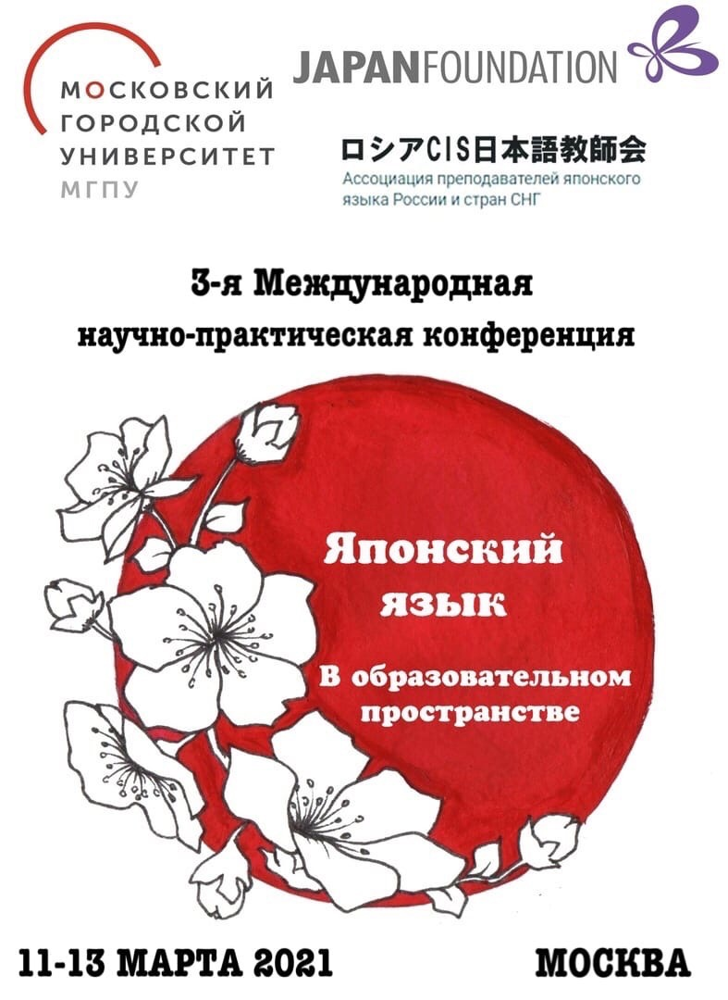 МОСКОВСКИЙ
ГОРОДСКОЙ
УНИВЕРСИТЕТ
МГПУ
JAPANFOUNDATION
ロシアCIS日本語教師会
Ассоциация преподавателей японского
языка России и стран СНГ
3-я Международная
научно-практическая конференция
Японский
язык
В образовательном
пространстве
11-13 МАРТА 2021
МОСКВА